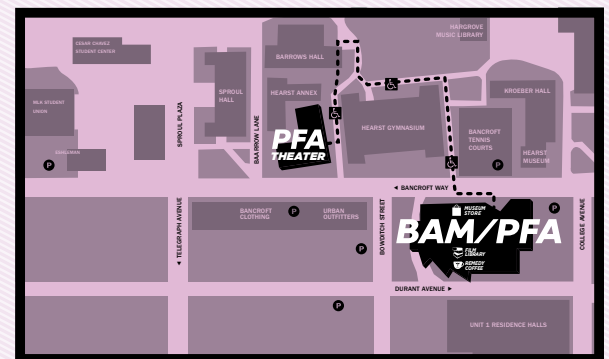 HARGROVE
MUSIC LIBRARY
CESAR CHAVEZ
STUDENT CENTER
BARROWS HALL
SPROUL
HALL
HEARST ANNEX
KROEBER HALL
MLK STUDENT
UNION
SPROUL PLAZA
BAARROW LANE
PFA
THEATER
HEARST GYMNASIUM
BANCROFT
TENNIS
COURTS
HEARST
MUSEUM
P
P
◄ BANCROFT WAY
◄ TELEGRAPH AVENUE
BANCROFT
CLOTHING
P
URBAN
OUTFITTERS
BOWDITCH STREET
MUSEUM
STORE
P
COLLEGE AVENUE
BAM/PFA
P
FILM
LIBRARY
REMEDY
COFFEE
DURANT AVENUE ►
P
UNIT 1 RESIDENCE HALLS